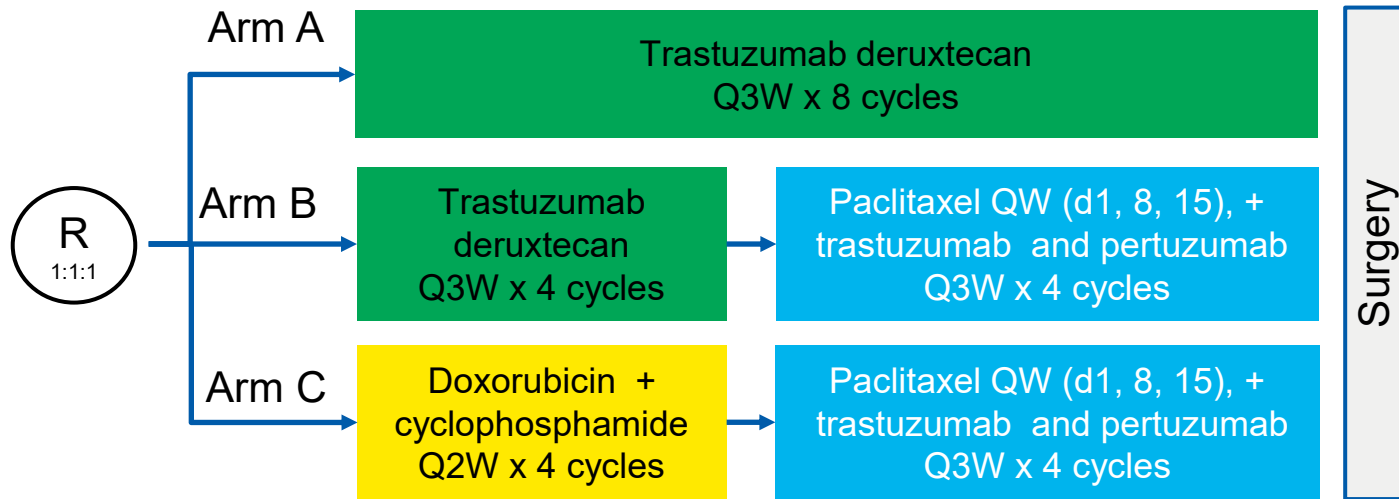 Arm A
Trastuzumab deruxtecan
Q3W x 8 cycles
R
1:1:1
Arm B
Trastuzumab
deruxtecan
Q3W x 4 cycles
Paclitaxel QW (d1, 8, 15), +
trastuzumab and pertuzumab
Q3W x 4 cycles
Arm C
Doxorubicin +
cyclophosphamide
Q2W x 4 cycles
Paclitaxel QW (d1, 8, 15), +
trastuzumab and pertuzumab
Q3W x 4 cycles
Surgery